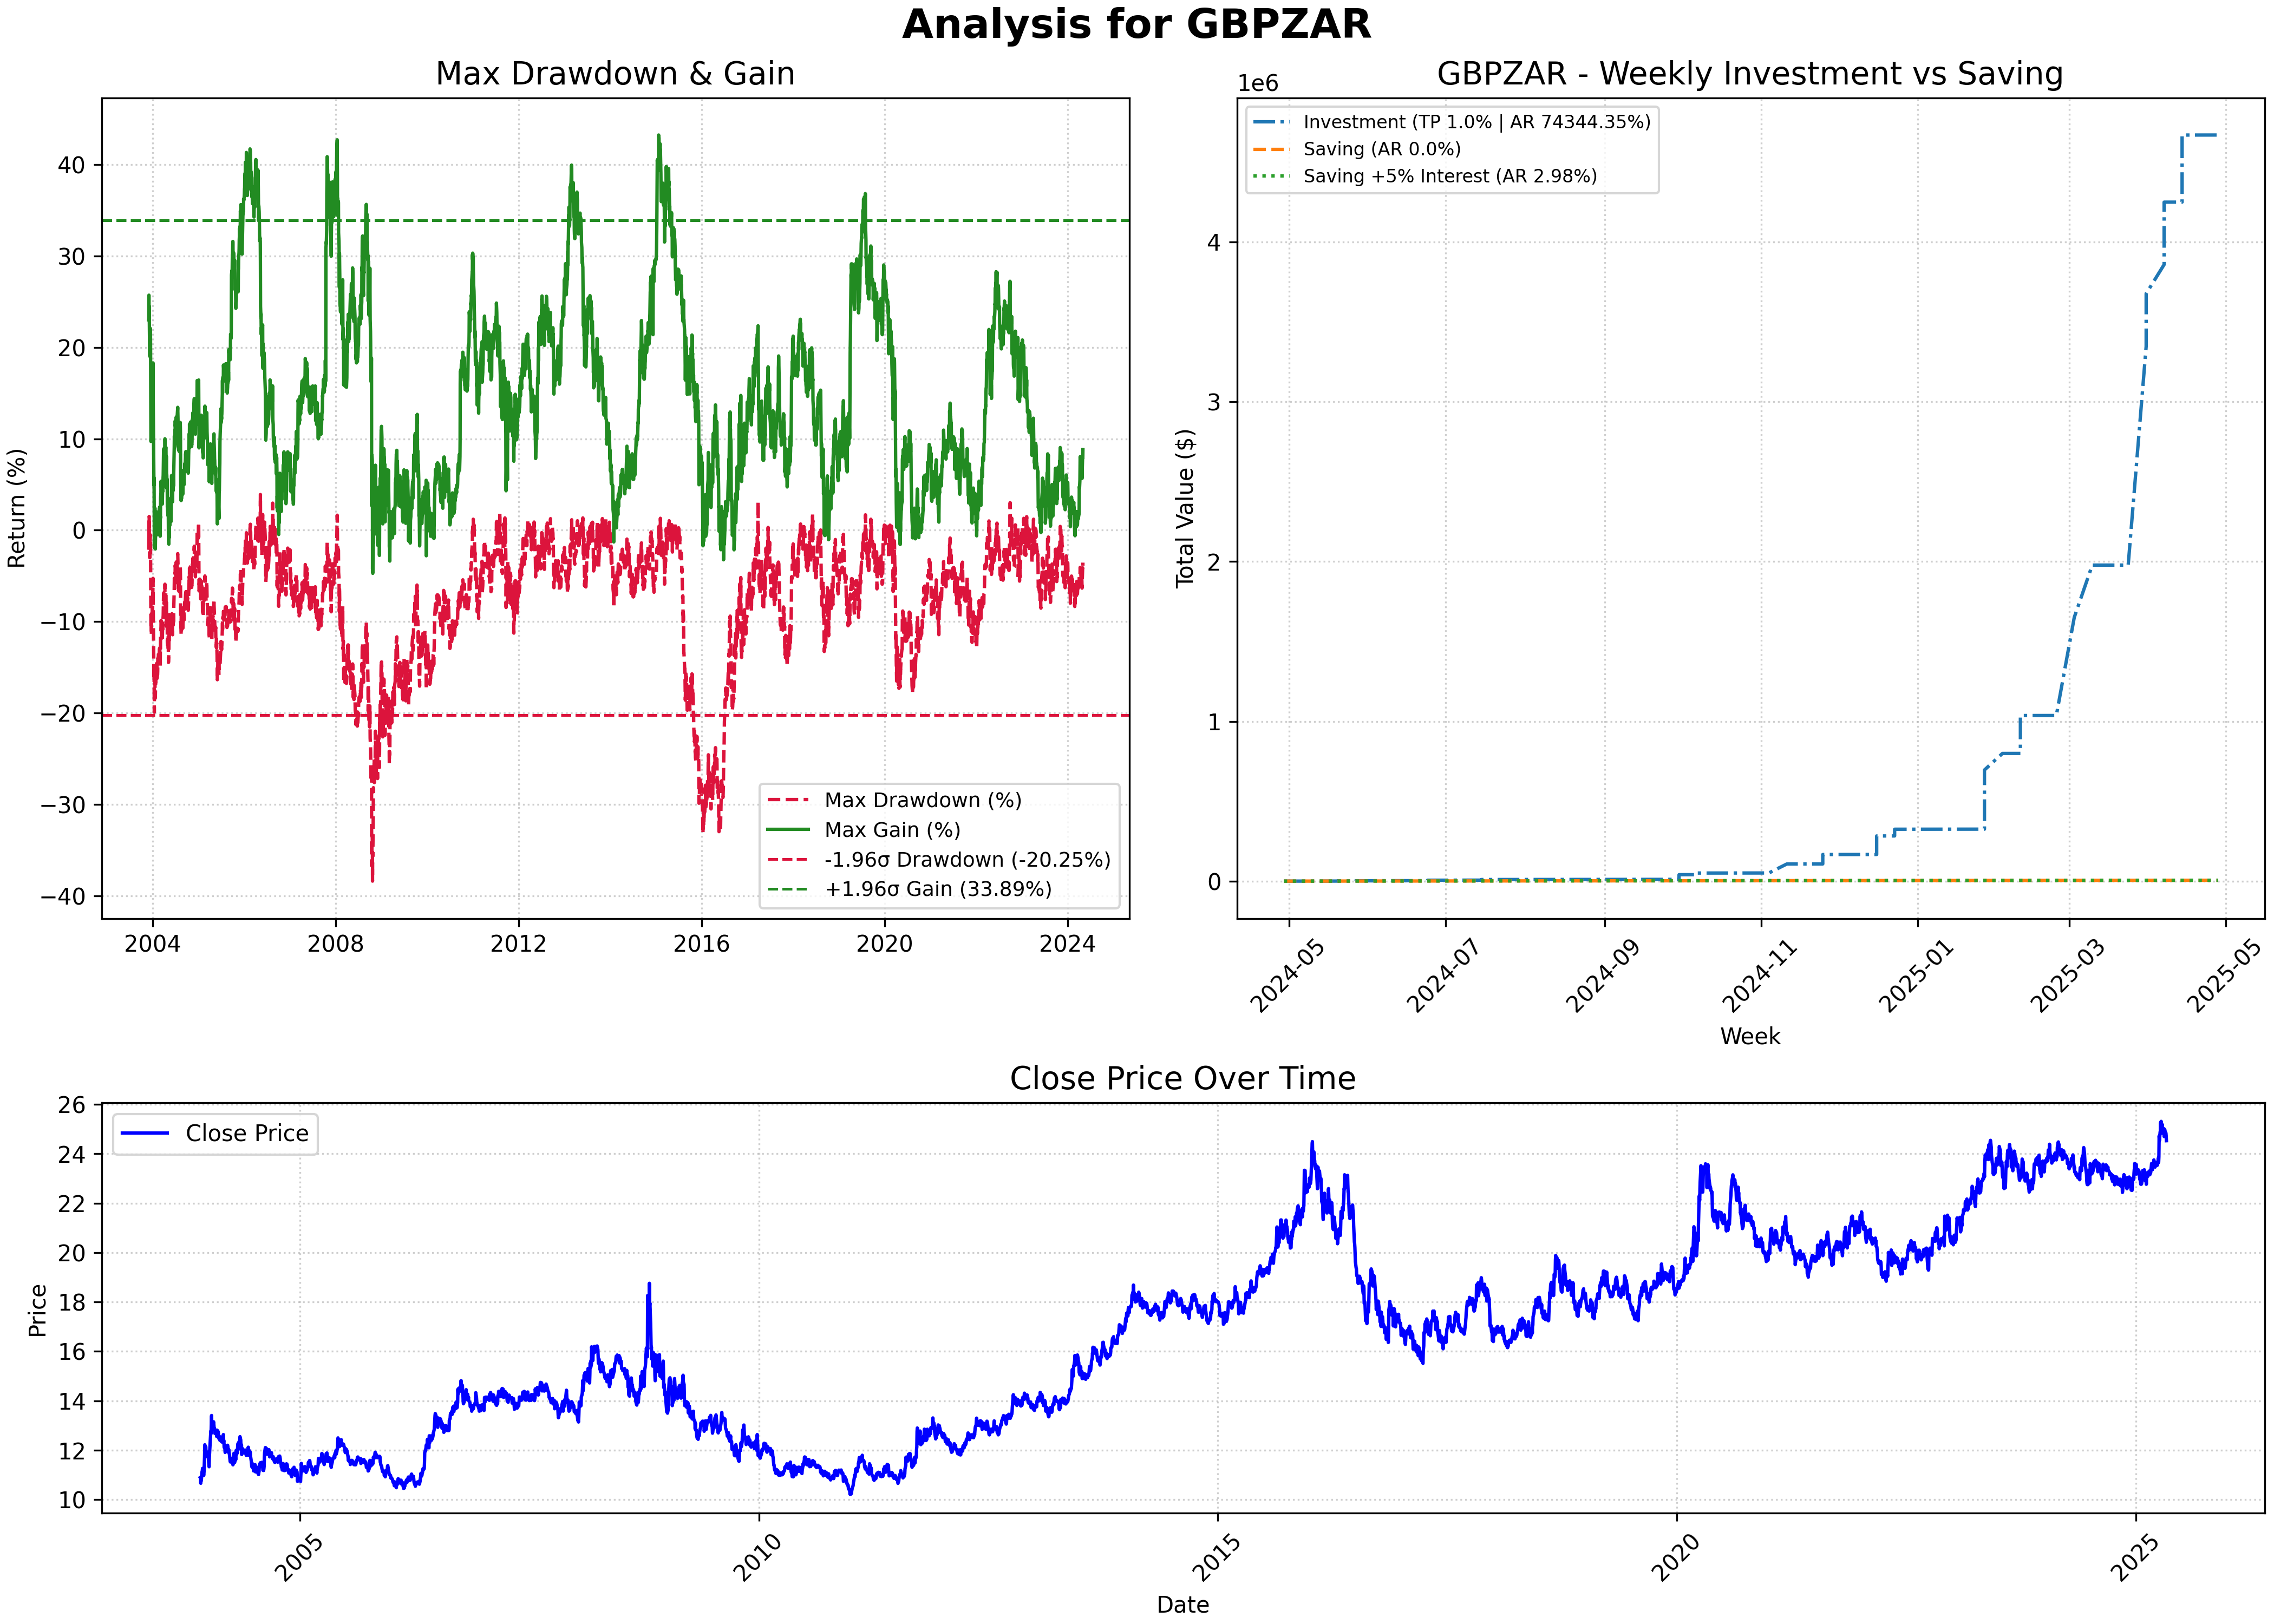 Analysis for GBPZAR
Max Drawdown & Gain
Return (%)
40
30
20
10
0
−10
−20
−30
−40
2004
2008
2012
2016
2020
2024
Max Drawdown (%)
Max Gain (%)
-1.96σ Drawdown (-20.25%)
+1.96σ Gain (33.89%)
GBPZAR - Weekly Investment vs Saving
1e6
Investment (TP 1.0% | AR 74344.35%)
Saving (AR 0.0%)
Saving +5% Interest (AR 2.98%)
Total Value ($)
4
3
2
1
0
2024-05
2024-07
2024-09
2024-11
2025-01
2025-03
2025-05
Week
Close Price Over Time
Close Price
Price
26
24
22
20
18
16
14
12
10
2005
2010
2015
2020
2025
Date